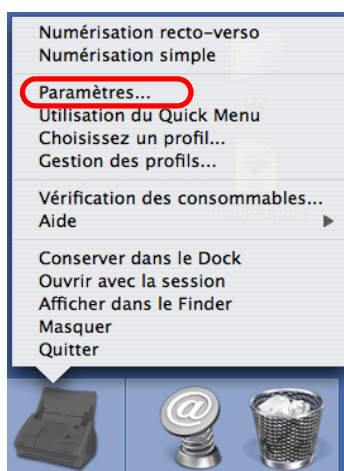 Numérisation recto-verso
Numérisation simple
Paramètres...
Utilisation du Quick Menu
Choisissez un profil...
Gestion des profils...
Vérification des consommables...
Aide
Conserver dans le Dock
Ouvrir avec la session
Afficher dans le Finder
Masquer
Quitter
@